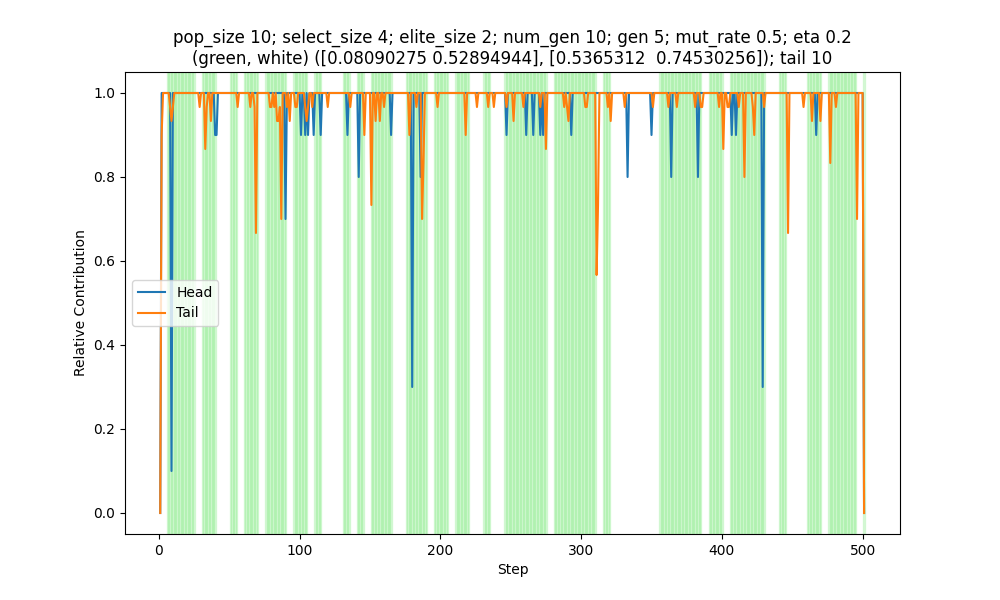 pop_size 10; select_size 4; elite_size 2; num_gen 10; gen 5; mut_rate 0.5; eta 0.2
(green, white) ([0.08090275 0.52894944], [0.5365312  0.74530256]); tail 10
Relative Contribution
1.0
0.8
0.6
0.4
0.2
0.0
Head
Tail
0
100
200
300
400
500
Step